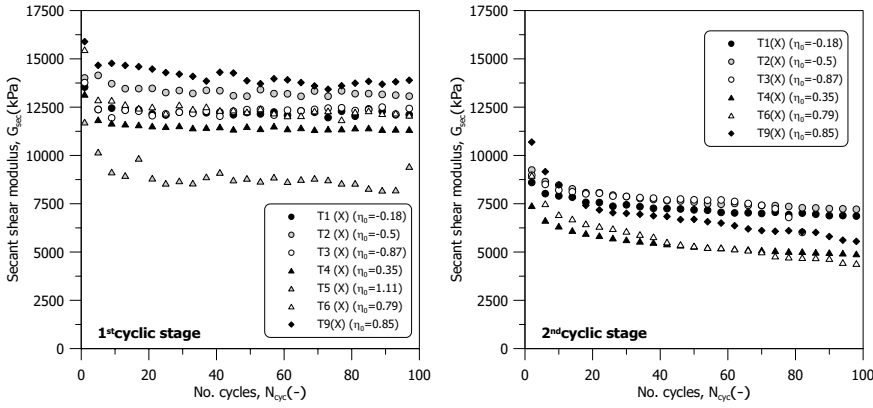 17500
15000
12500
10000
7500
5000
2500
0
Secant shear modulus, Gsec(kPa)
T1 (X) (η0=-0.18)
T2 (X) (η0=-0.5)
T3 (X) (η0=-0.87)
T4 (X) (η0=0.35)
T5 (X) (η0=1.11)
T6 (X) (η0=0.79)
T9(X) (η0=0.85)
1stcyclic stage
0 20 40 60 80 100
No. cycles, Ncyc(-)
17500
15000
12500
10000
7500
5000
2500
0
Secant shear modulus, Gsec(kPa)
T1(X) (η0=-0.18)
T2(X) (η0=-0.5)
T3(X) (η0=-0.87)
T4(X) (η0=0.35)
T6(X) (η0=0.79)
T9(X) (η0=0.85)
2ndcyclic stage
0 20 40 60 80 100
No. cycles, Ncyc(-)